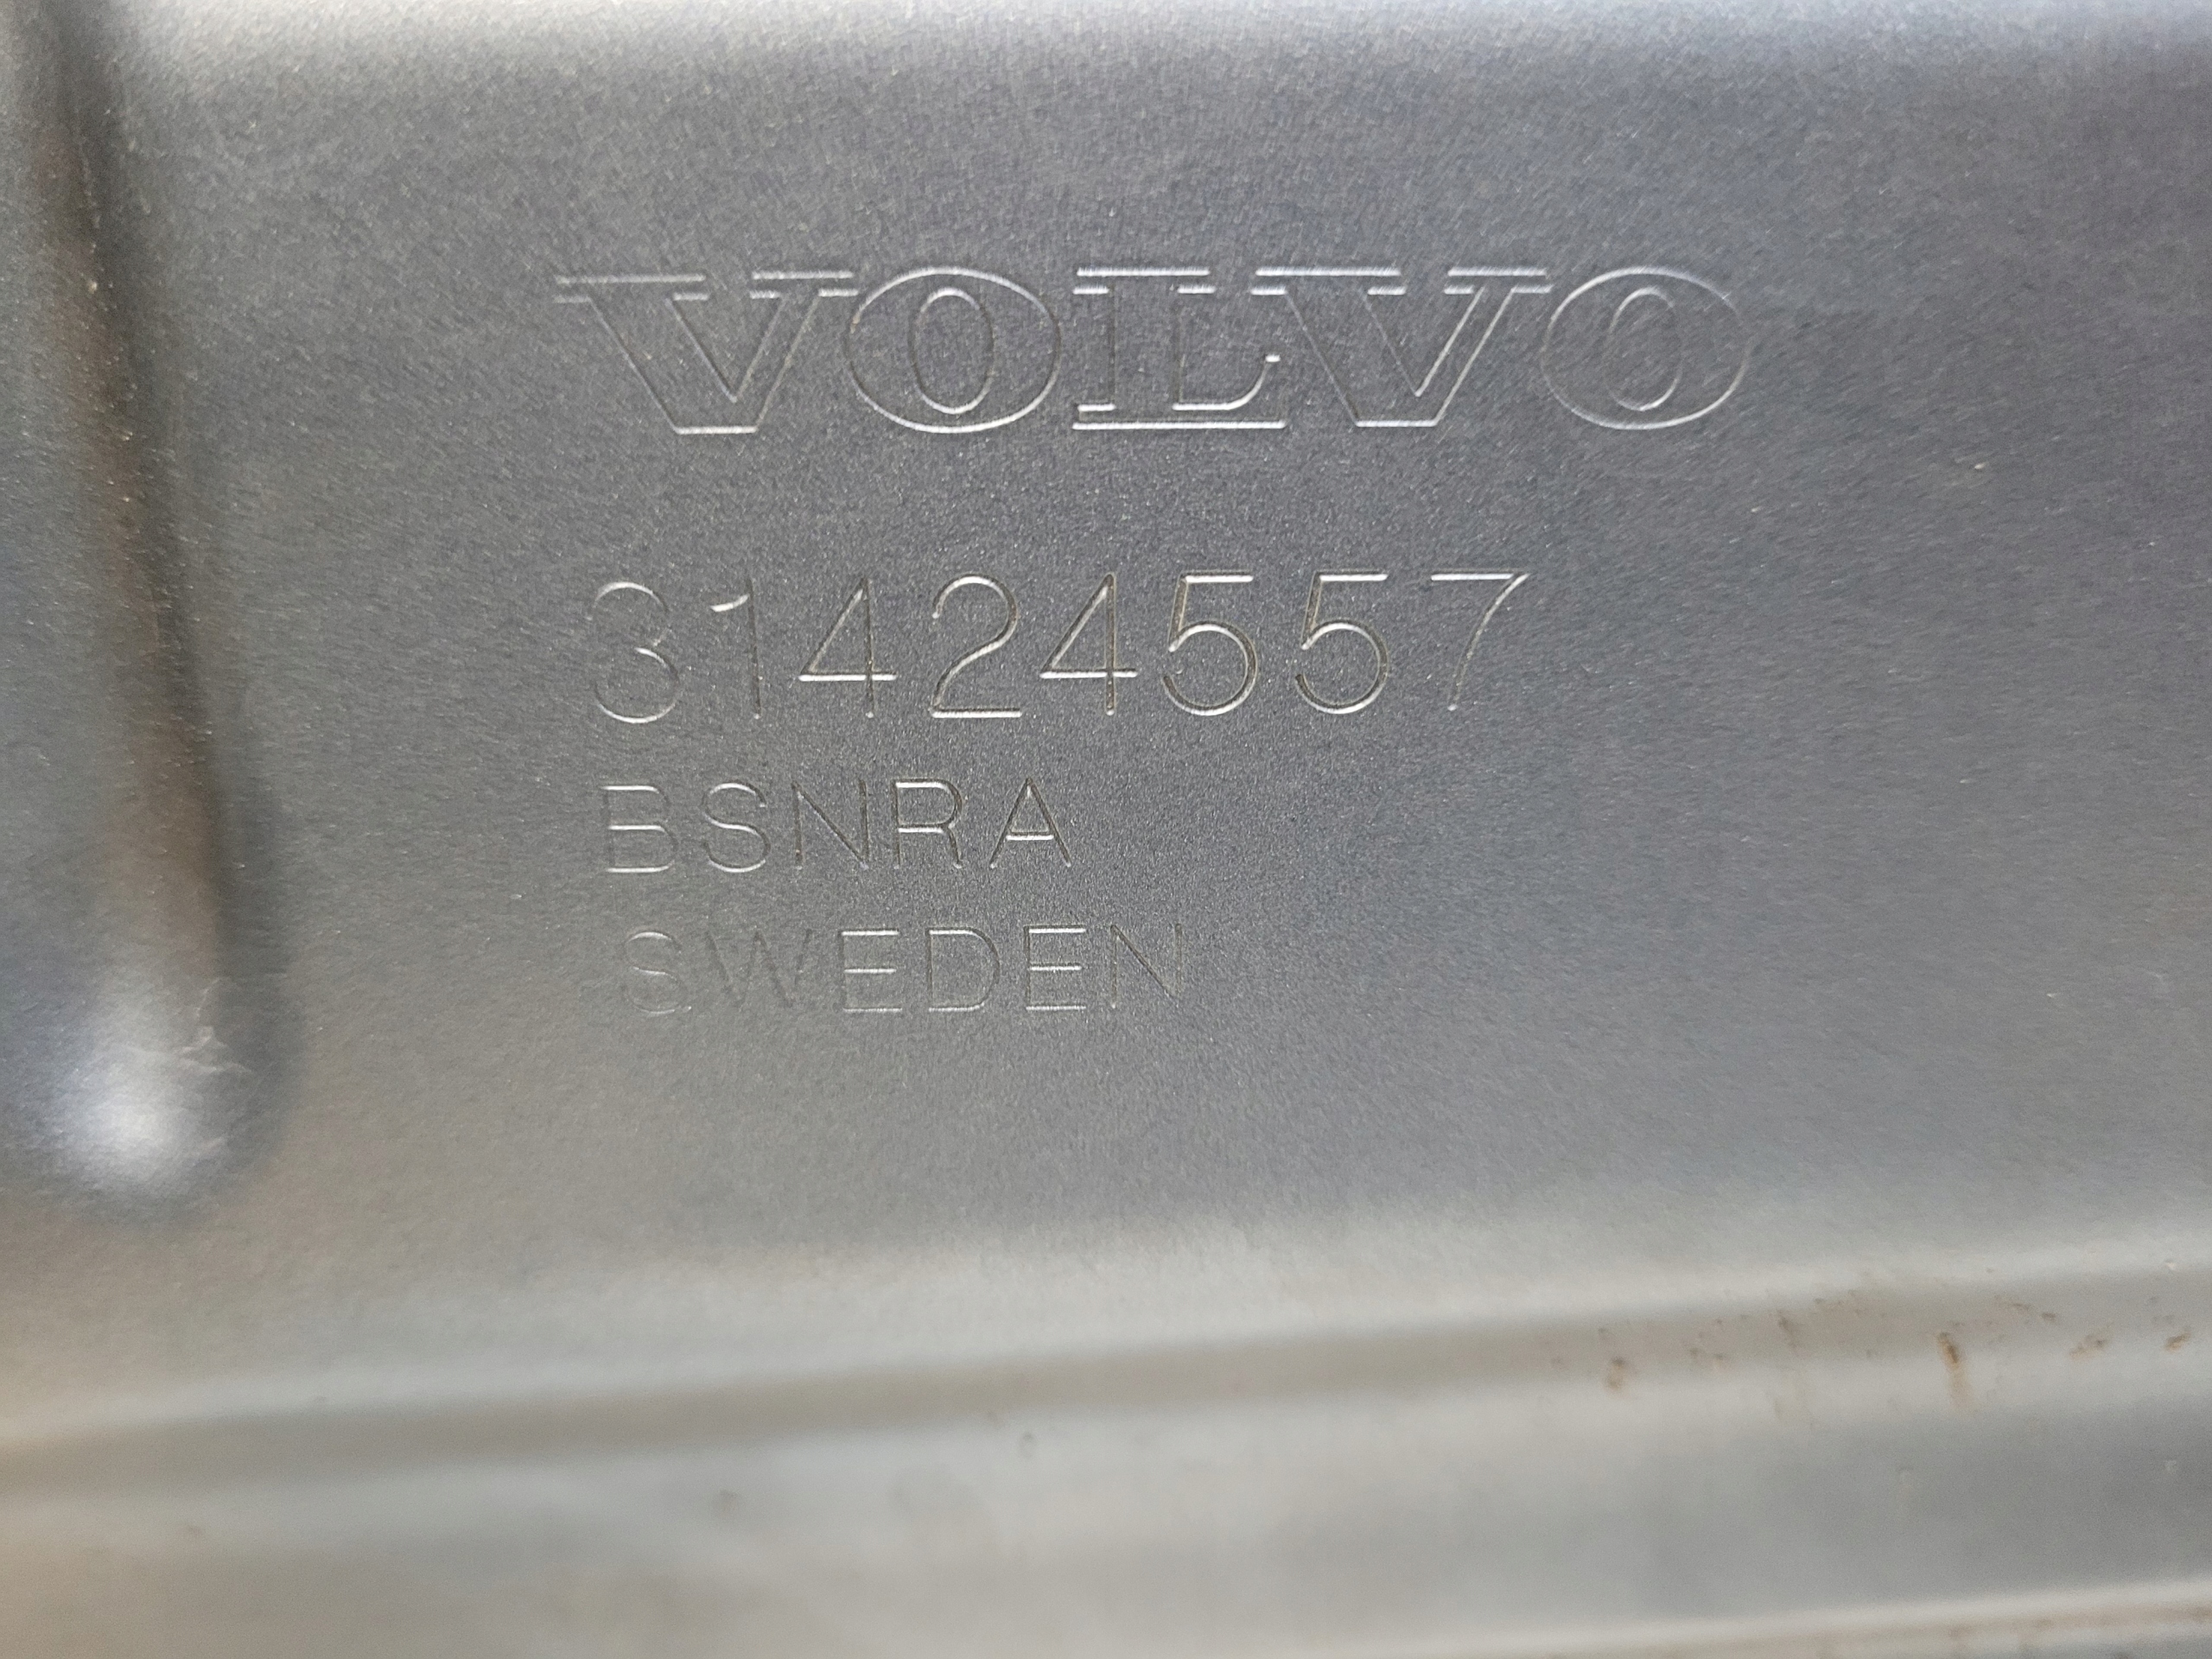 VOLVO
31424557
BSNRA
SWEDEN